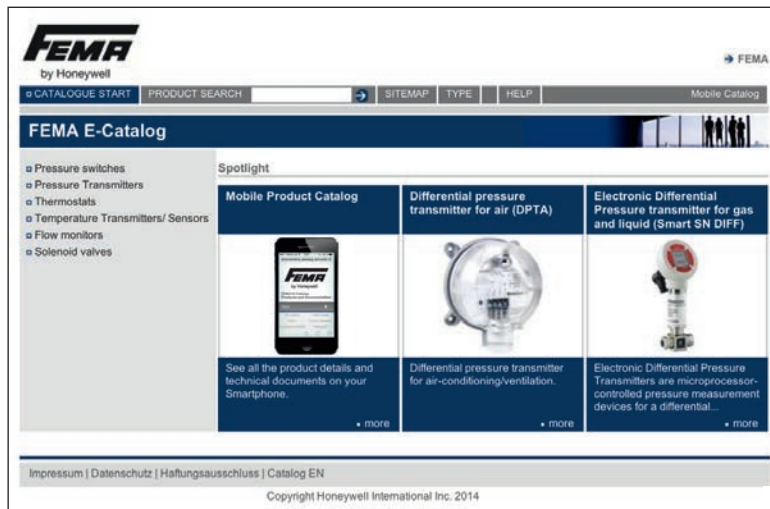 FEMA
by Honeywell
FEMA
CATALOGUE START PRODUCT SEARCH SITEMAP TYPE HELP Mobile Catalog
FEMA E-Catalog
Pressure switches
Pressure Transmitters
Thermostats
Temperature Transmitters/ Sensors
Flow monitors
Solenoid valves
Spotlight
Mobile Product Catalog
FEMA
by Honeywell
See all the product details and
technical documents on your
Smartphone.
more
Differential pressure
transmitter for air (DPTA)
Differential pressure transmitter
for air-conditioning/ventilation.
more
Electronic Differential
Pressure transmitter for gas
and liquid (Smart SN DIFF)
Electronic Differential Pressure
Transmitters are microprocessor-
controlled pressure measurement
devices for a differential...
more
Impressum | Datenschutz | Haftungsausschluss | Catalog EN
Copyright Honeywell International Inc. 2014